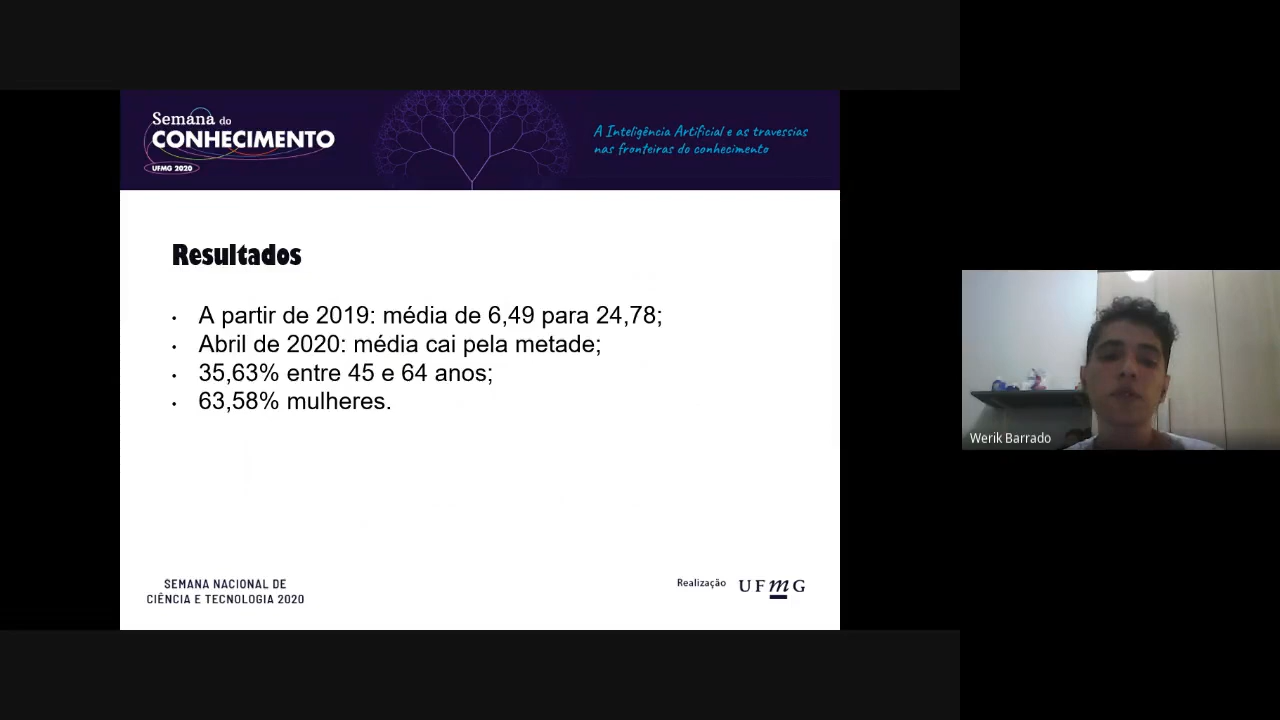 Semana do
CONHECIMENTO
UFMG 2020
A Inteligência Artificial e as travessias
nas fronteiras do conhecimento
Resultados
• A partir de 2019: média de 6,49 para 24,78;
• Abril de 2020: média cai pela metade;
• 35,63% entre 45 e 64 anos;
• 63,58% mulheres.
SEMANA NACIONAL DE
CIÊNCIA E TECNOLOGIA 2020
Realização UFMG
Werik Barrado